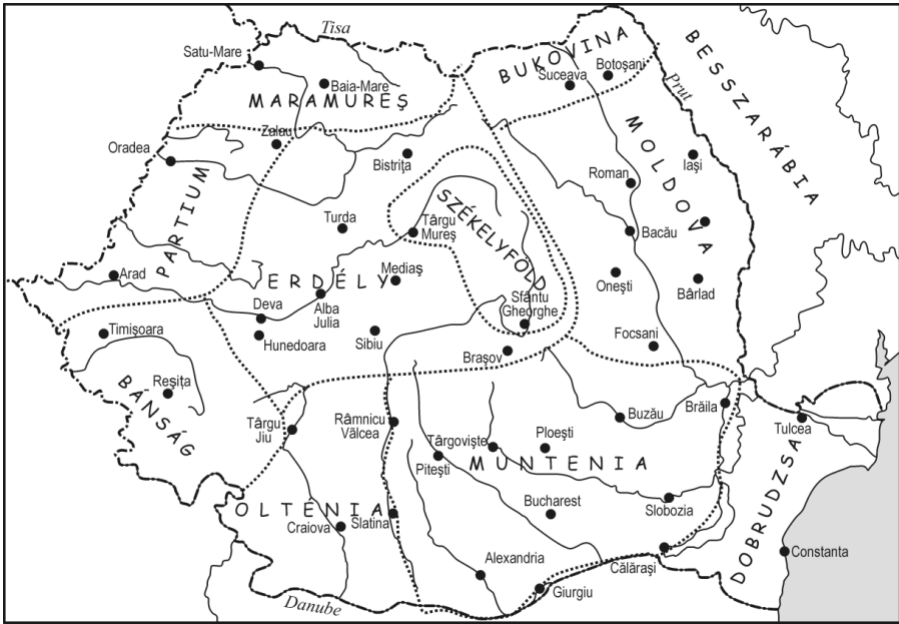 Tisa
Satu-Mare
Baia-Mare
MARAMUREŞ
BUKOVINA
Suceava
Botoşani
Prut
BESSZARÁBIA
Zalau
Oradea
Bistriţa
PARTIUM
Turda
Târgu
Mureş
SZÉKELYFÖLD
Roman
MOLDOVA
Iaşi
Bacău
Arad
ERDÉLY
Mediaş
Oneşti
Bârlad
Deva
Alba
Julia
Sfântu
Gheorghe
Timişoara
Hunedoara
Sibiu
Braşov
Focsani
Reşiţa
BÁNSÁG
Târgu
Jiu
Râmnicu
Vălcea
Târgovişte
Ploeşti
Buzău
Brăila
Tulcea
Piteşti
MUNTENIA
OLTÉNIA
Craiova
Slatina
Bucharest
Slobozia
DOBRUDZSA
Constanta
Alexandria
Călăraşi
Giurgiu
Danube